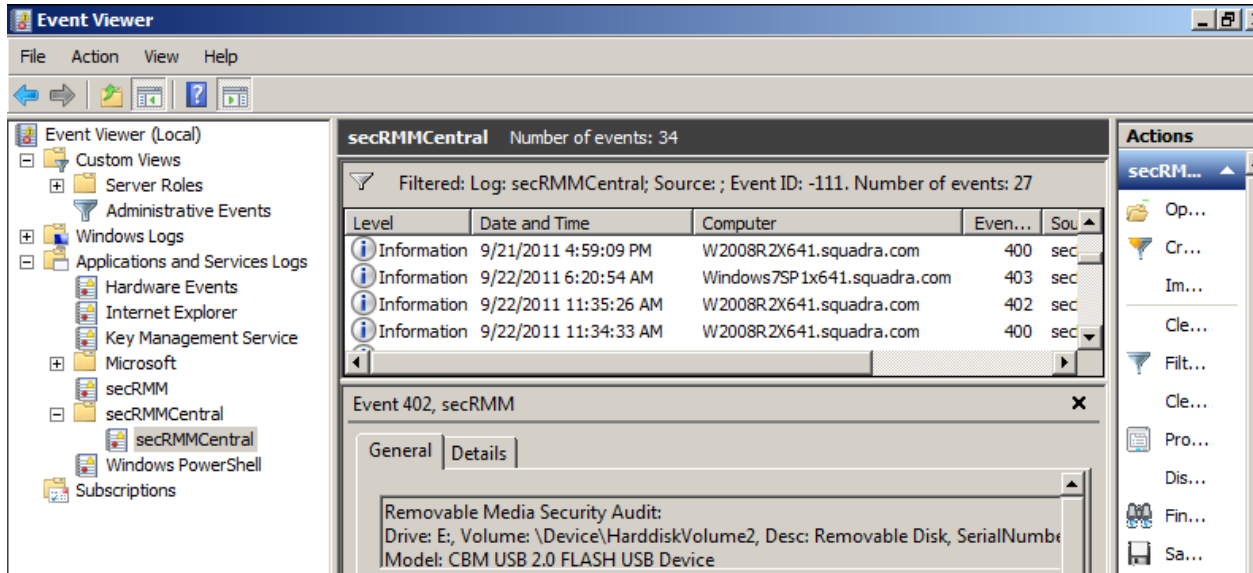 Event Viewer
File Action View Help
Event Viewer (Local)
Custom Views
Server Roles
Administrative Events
Windows Logs
Applications and Services Logs
Hardware Events
Internet Explorer
Key Management Service
Microsoft
secRMM
secRMMCentral
secRMMCentral
Windows PowerShell
Subscriptions
secRMMCentral Number of events: 34
Filtered: Log: secRMMCentral; Source: ; Event ID: -111. Number of events: 27
Level Date and Time Computer Even... Sou
Information 9/21/2011 4:59:09 PM W2008R2X641.squadra.com 400 sec
Information 9/22/2011 6:20:54 AM Windows7SP1x641.squadra.com 403 sec
Information 9/22/2011 11:35:26 AM W2008R2X641.squadra.com 402 sec
Information 9/22/2011 11:34:33 AM W2008R2X641.squadra.com 400 sec
Event 402, secRMM
General Details
Removable Media Security Audit:
Drive: E:, Volume: \Device\HarddiskVolume2, Desc: Removable Disk, SerialNumbe
Model: CBM USB 2.0 FLASH USB Device
Actions
secRM...
Op...
Cr...
Im...
Cle...
Filt...
Cle...
Pro...
Dis...
Fin...
Sa...